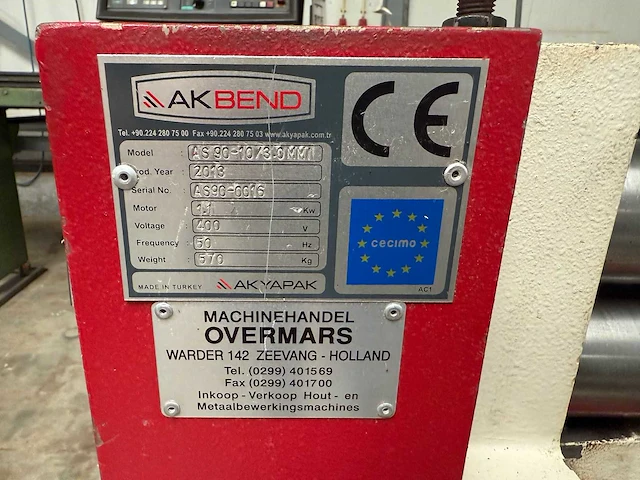 AKBEND
Tel. +90.224 280 75 00 Fax +90.224 280 75 03 www.akyapak.com.tr
Model : AS 90-10/3.0MM1
Prod. Year : 2013
Serial No. : AS90-0016
Motor : 1.1 Kw
Voltage : 400 V
Frequency : 50 Hz
Weight : 570 Kg
MADE IN TURKEY AKYAPAK
CE
cecimo
AC1
MACHINEHANDEL
OVERMARS
WARDER 142 ZEEVANG - HOLLAND
Tel. (0299) 401569
Fax (0299) 401700
Inkoop - Verkoop Hout - en
Metaalbewerkingsmachines